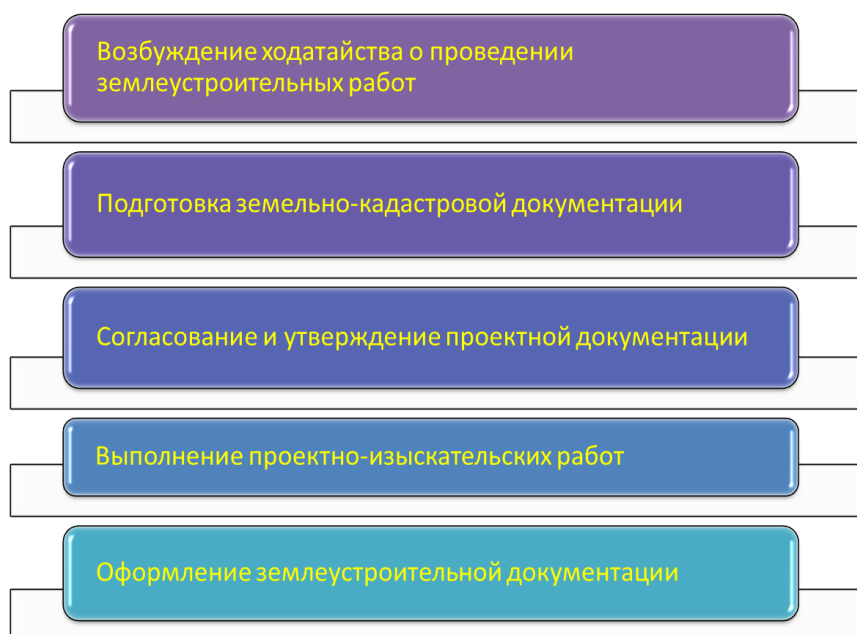 Возбуждение ходатайства о проведении
землеустроительных работ
Подготовка земельно-кадастровой документации
Согласование и утверждение проектной документации
Выполнение проектно-изыскательских работ
Оформление землеустроительной документации